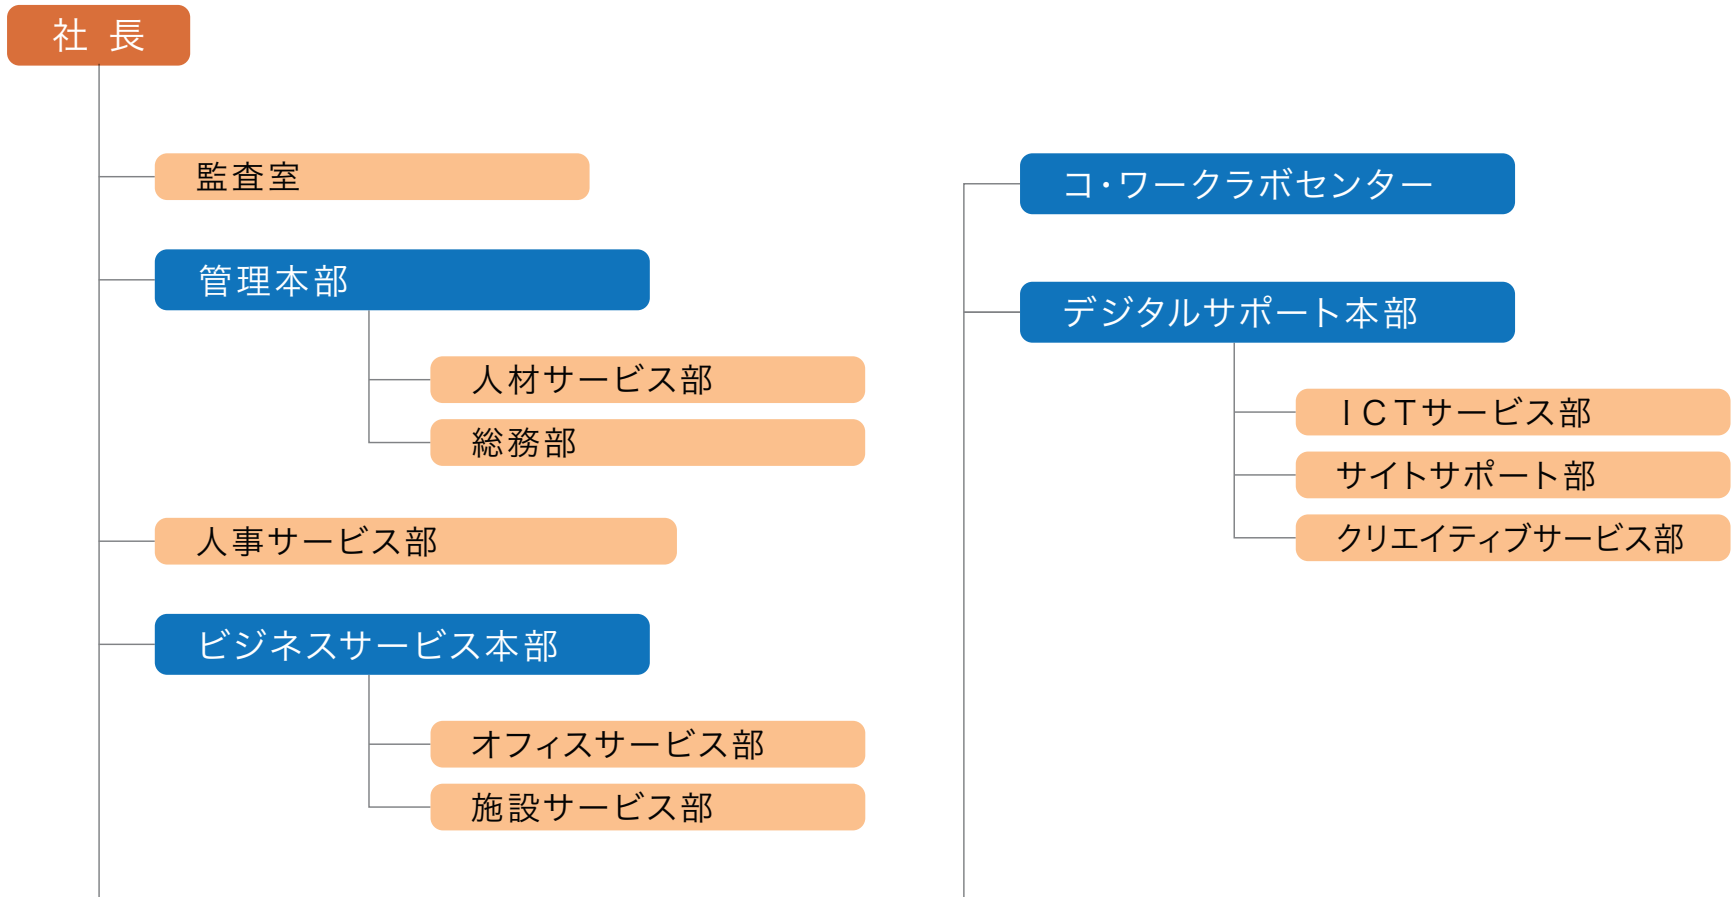 社長
監査室
管理本部
人材サービス部
総務部
人事サービス部
ビジネスサービス本部
オフィスサービス部
施設サービス部
コ・ワークラボセンター
デジタルサポート本部
ICTサービス部
サイトサポート部
クリエイティブサービス部